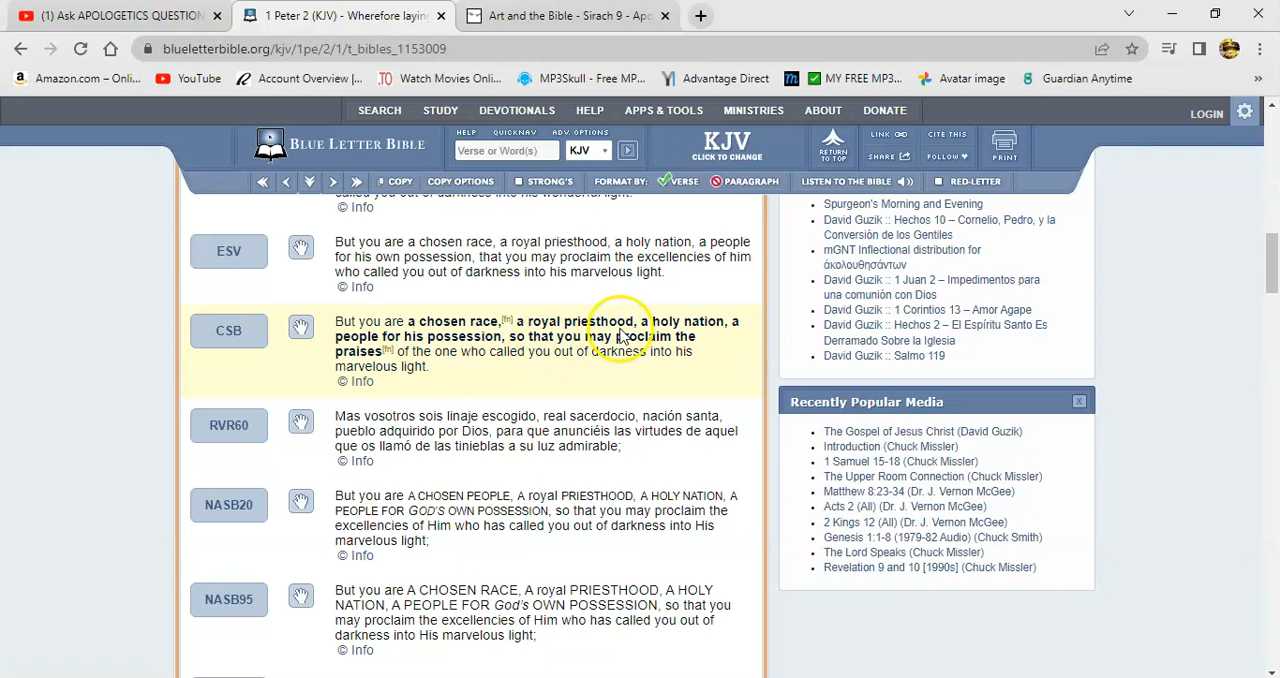 (1) Ask APOLOGETICS QUESTION
1 Peter 2 (KJV) - Wherefore laying
Art and the Bible - Sirach 9 - Apo
blueletterbible.org/kjv/1pe/2/1/t_bibles_1153009
Amazon.com – Onli...
YouTube
Account Overview |...
Watch Movies Onlin...
MP3Skull - Free MP...
Advantage Direct
MY FREE MP3...
Avatar image
Guardian Anytime
SEARCH STUDY DEVOTIONALS HELP APPS & TOOLS MINISTRIES ABOUT DONATE
LOGIN
BLUE LETTER BIBLE
HELP QUICKNAV ADV. OPTIONS
Verse or Word(s)
KJV
KJV
CLICK TO CHANGE
RETURN
TO TOP
LINK
SHARE
CITE THIS
FOLLOW
PRINT
COPY COPY OPTIONS STRONG'S FORMAT BY: VERSE PARAGRAPH LISTEN TO THE BIBLE RED-LETTER
called you out of darkness into his wonderful light.
© Info
ESV
But you are a chosen race, a royal priesthood, a holy nation, a people
for his own possession, that you may proclaim the excellencies of him
who called you out of darkness into his marvelous light.
© Info
CSB
But you are a chosen race,[fn] a royal priesthood, a holy nation, a
people for his possession, so that you may proclaim the
praises[fn] of the one who called you out of darkness into his
marvelous light.
© Info
RVR60
Mas vosotros sois linaje escogido, real sacerdocio, nación santa,
pueblo adquirido por Dios, para que anunciéis las virtudes de aquel
que os llamó de las tinieblas a su luz admirable;
© Info
NASB20
But you are A CHOSEN PEOPLE, A royal PRIESTHOOD, A HOLY NATION, A
PEOPLE FOR GOD'S OWN POSSESSION, so that you may proclaim the
excellencies of Him who has called you out of darkness into His
marvelous light;
© Info
NASB95
But you are A CHOSEN RACE, A royal PRIESTHOOD, A HOLY
NATION, A PEOPLE FOR God's OWN POSSESSION, so that you
may proclaim the excellencies of Him who has called you out of
darkness into His marvelous light;
© Info
Spurgeon's Morning and Evening
David Guzik :: Hechos 10 – Cornelio, Pedro, y la
Conversión de los Gentiles
mGNT Inflectional distribution for
ἀκολουθησάντων
David Guzik :: 1 Juan 2 – Impedimentos para
una comunión con Dios
David Guzik :: 1 Corintios 13 – Amor Agape
David Guzik :: Hechos 2 – El Espíritu Santo Es
Derramado Sobre la Iglesia
David Guzik :: Salmo 119
Recently Popular Media
The Gospel of Jesus Christ (David Guzik)
Introduction (Chuck Missler)
1 Samuel 15-18 (Chuck Missler)
The Upper Room Connection (Chuck Missler)
Matthew 8:23-34 (Dr. J. Vernon McGee)
Acts 2 (All) (Dr. J. Vernon McGee)
2 Kings 12 (All) (Dr. J. Vernon McGee)
Genesis 1:1-8 (1979-82 Audio) (Chuck Smith)
The Lord Speaks (Chuck Missler)
Revelation 9 and 10 [1990s] (Chuck Missler)